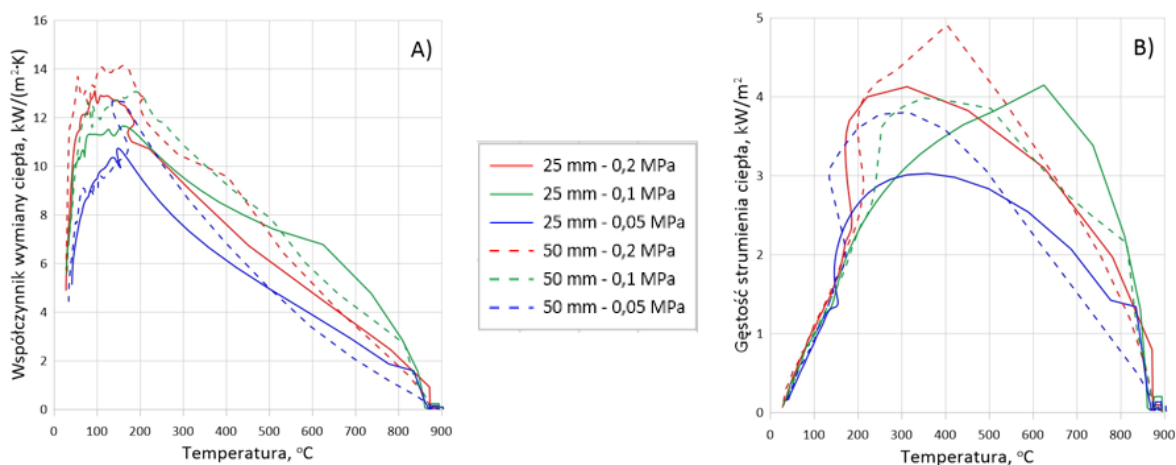 A)
Współczynnik wymiany ciepła, kW/(m²·K)
16
14
12
10
8
6
4
2
0
0 100 200 300 400 500 600 700 800 900
Temperatura, °C
25 mm - 0,2 MPa
25 mm - 0,1 MPa
25 mm - 0,05 MPa
50 mm - 0,2 MPa
50 mm - 0,1 MPa
50 mm - 0,05 MPa
B)
Gęstość strumienia ciepła, kW/m²
5
4
3
2
1
0
0 100 200 300 400 500 600 700 800 900
Temperatura, °C